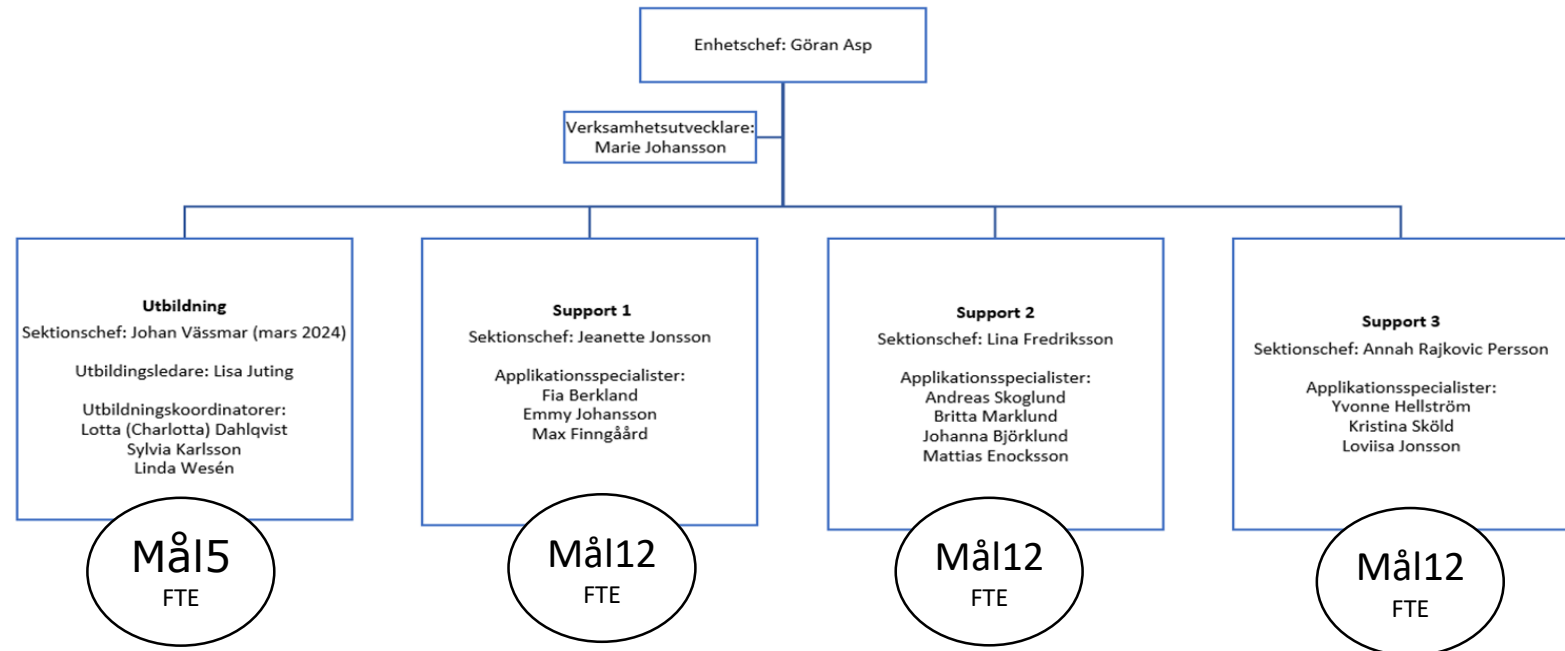 Enhetschef: Göran Asp
Verksamhetsutvecklare:
Marie Johansson
Utbildning
Sektionschef: Johan Vässmar (mars 2024)
Utbildingsledare: Lisa Juting
Utbildningskoordinatorer:
Lotta (Charlotta) Dahlqvist
Sylvia Karlsson
Linda Wesén
Mål5
FTE
Support 1
Sektionschef: Jeanette Jonsson
Applikationsspecialister:
Fia Berkland
Emmy Johansson
Max Finngåård
Mål12
FTE
Support 2
Sektionschef: Lina Fredriksson
Applikationsspecialister:
Andreas Skoglund
Britta Marklund
Johanna Björklund
Mattias Enocksson
Mål12
FTE
Support 3
Sektionschef: Annah Rajkovic Persson
Applikationsspecialister:
Yvonne Hellström
Kristina Sköld
Loviisa Jonsson
Mål12
FTE